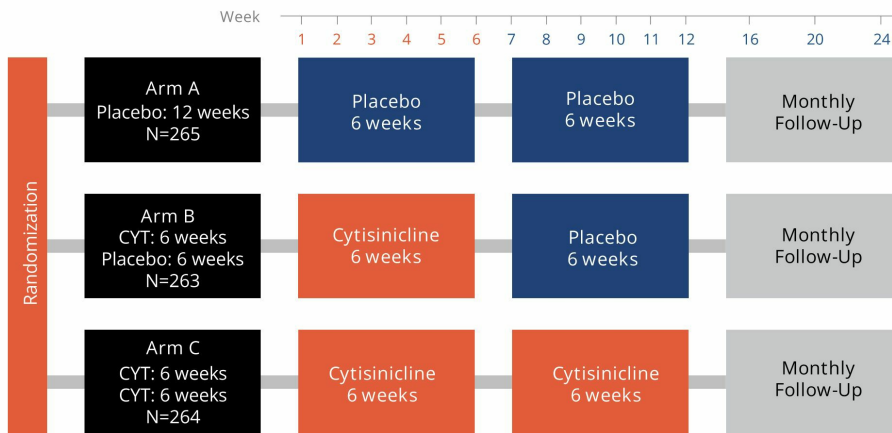 Week
1 2 3 4 5 6 7 8 9 10 11 12 16 20 24
Randomization
Arm A
Placebo: 12 weeks
N=265
Placebo
6 weeks
Placebo
6 weeks
Monthly
Follow-Up
Arm B
CYT: 6 weeks
Placebo: 6 weeks
N=263
Cytisinicline
6 weeks
Placebo
6 weeks
Monthly
Follow-Up
Arm C
CYT: 6 weeks
CYT: 6 weeks
N=264
Cytisinicline
6 weeks
Cytisinicline
6 weeks
Monthly
Follow-Up